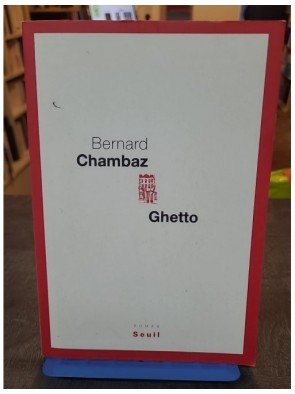 Bernard
Chambaz
Ghetto
ROMAN
Seuil